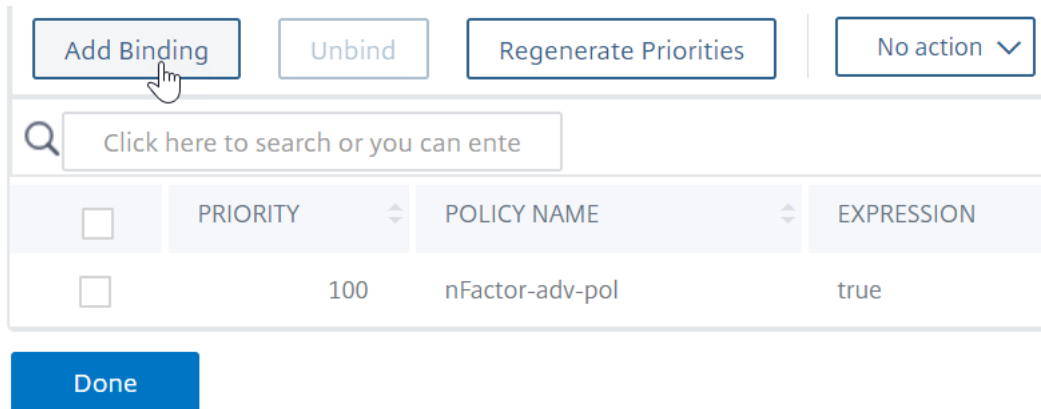 Add Binding Unbind Regenerate Priorities No action
Click here to search or you can ente
PRIORITY POLICY NAME EXPRESSION
100 nFactor-adv-pol true
Done